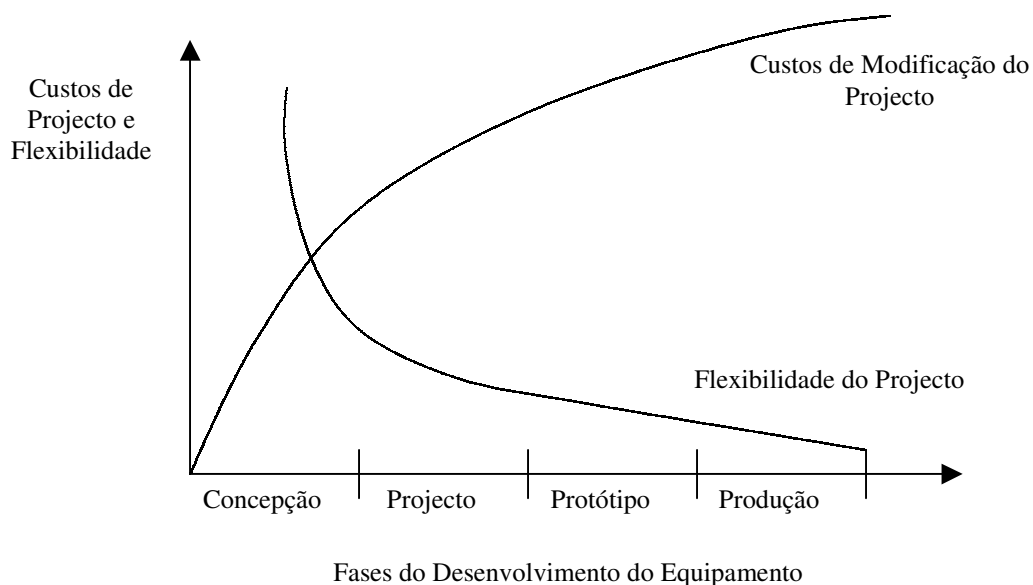 Custos de
Projecto e
Flexibilidade
Custos de Modificação do
Projecto
Flexibilidade do Projecto
Concepção
Projecto
Protótipo
Produção
Fases do Desenvolvimento do Equipamento